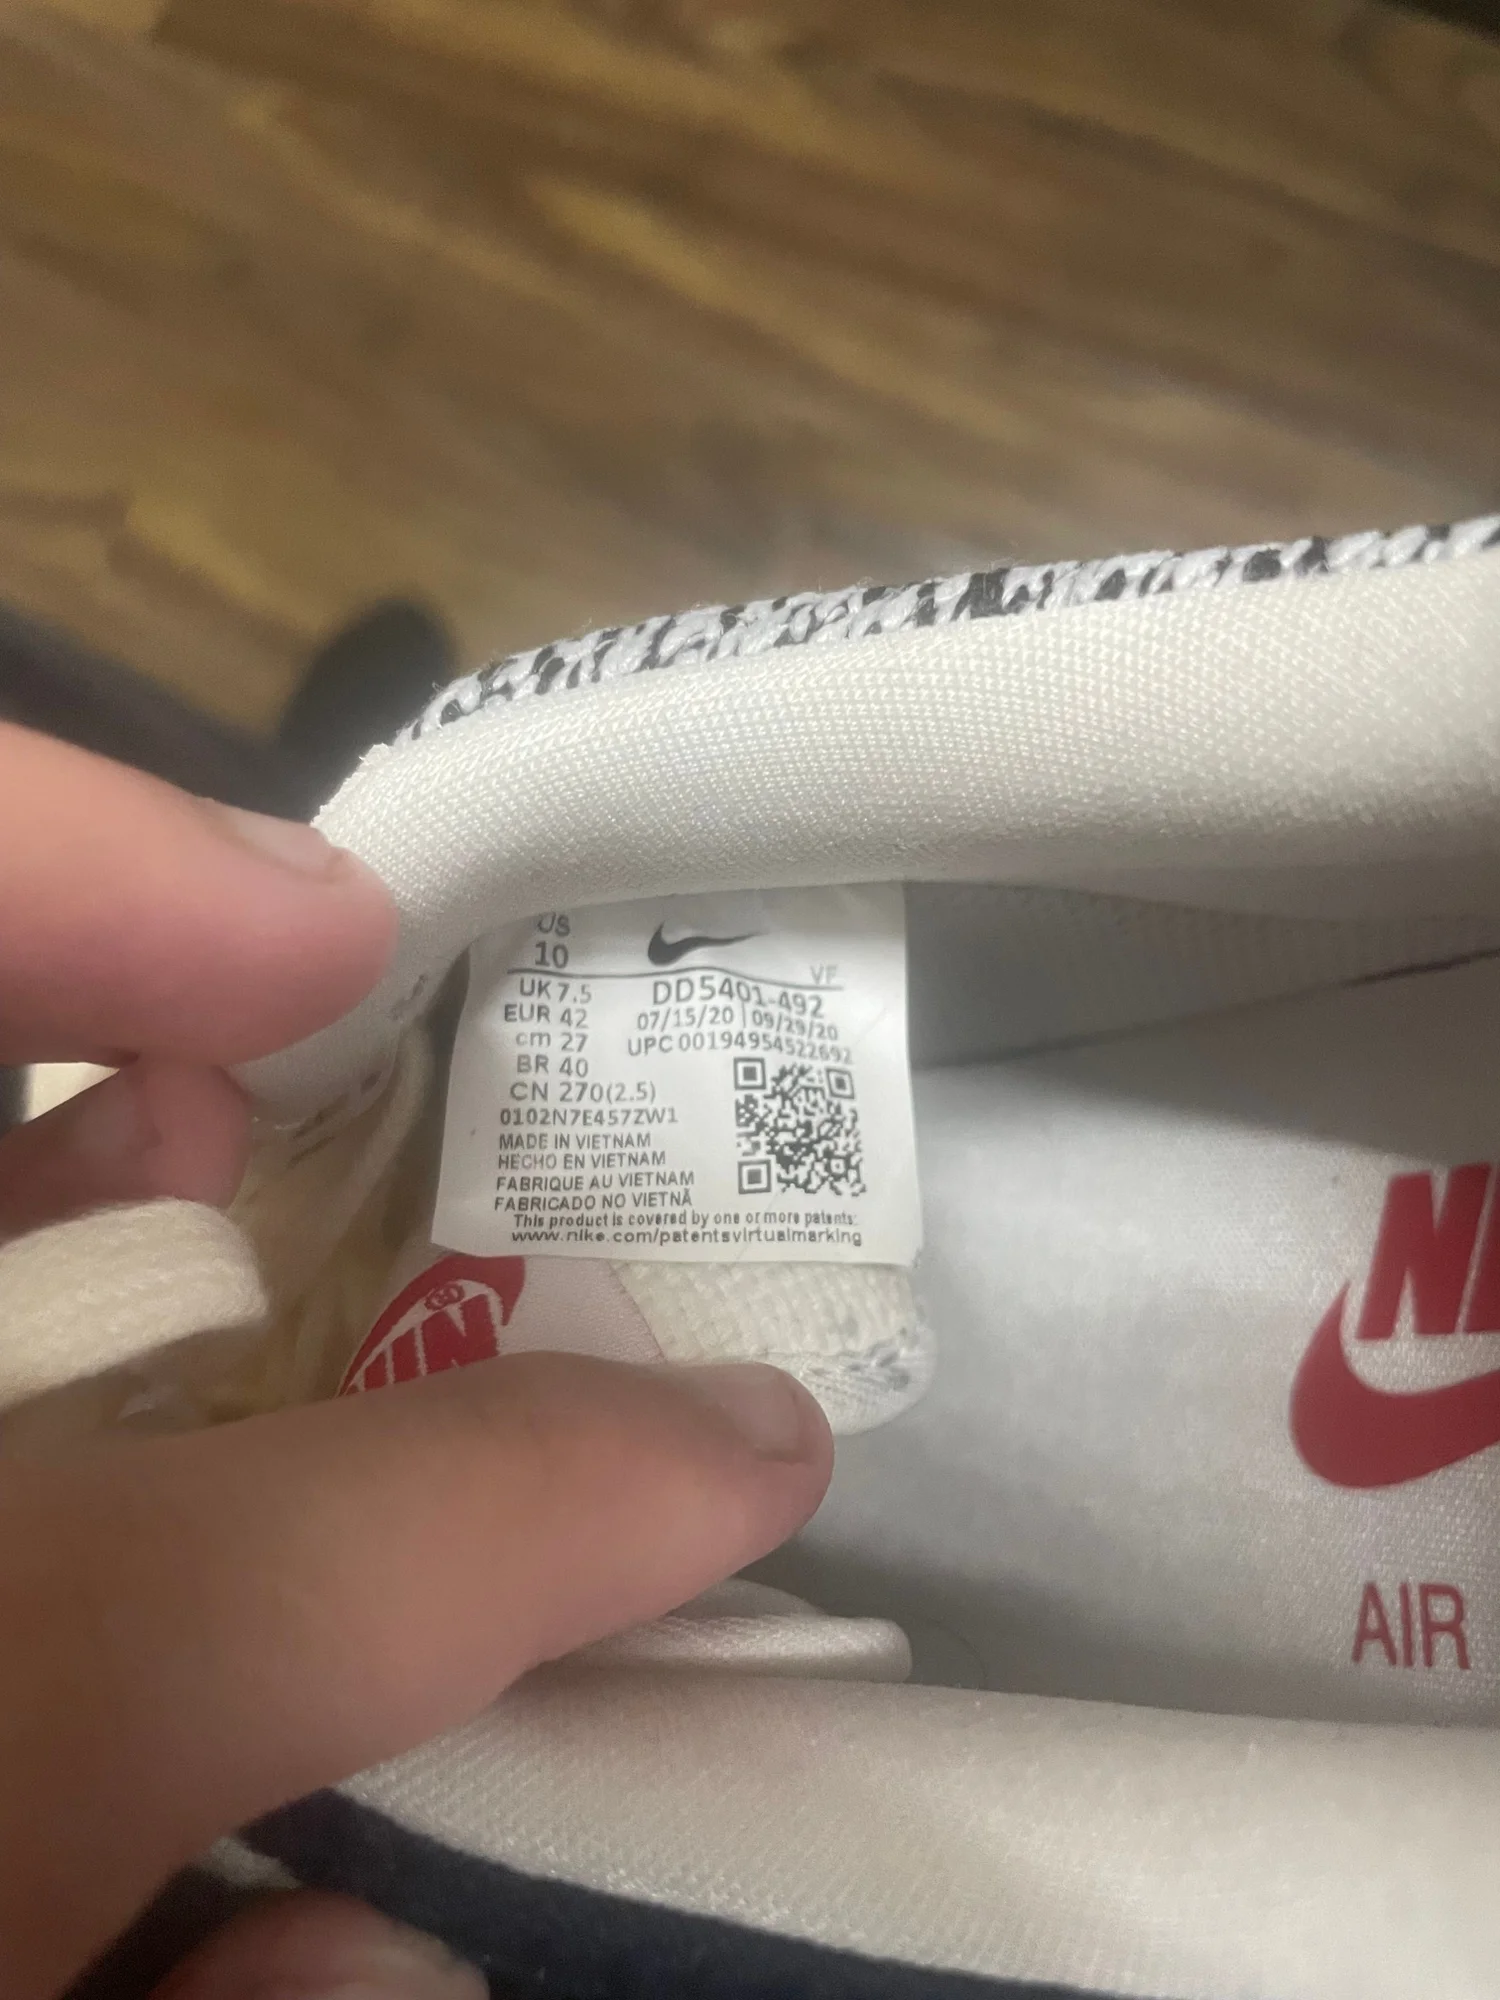 US
10
VF
UK 7.5
DD5401-492
EUR 42
07/15/20 | 09/29/20
cm 27
UPC 00194954522692
BR 40
CN 270(2.5)
0102N7E457ZW1
MADE IN VIETNAM
HECHO EN VIETNAM
FABRIQUE AU VIETNAM
FABRICADO NO VIETNÃ
This product is covered by one or more patents:
www.nike.com/patentsvirtualmarking
AIR